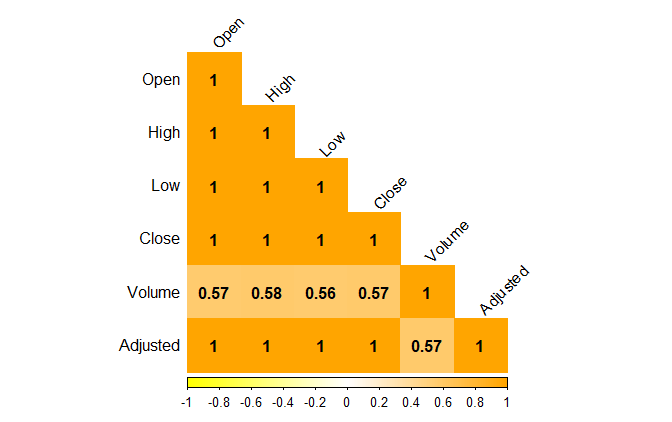 Open
Open 1
High
High 1 1
Low
Low 1 1 1
Close
Close 1 1 1 1
Volume
Volume 0.57 0.58 0.56 0.57 1
Adjusted
Adjusted 1 1 1 1 0.57 1
-1 -0.8 -0.6 -0.4 -0.2 0 0.2 0.4 0.6 0.8 1